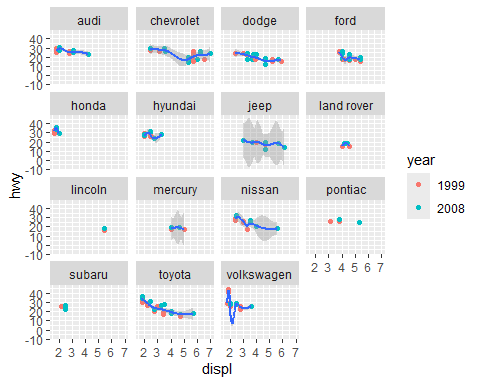 audi chevrolet dodge ford
40
30
20
10
0
-10
honda hyundai jeep land rover
40
30
20
10
0
-10
lincoln mercury nissan pontiac
40
30
20
10
0
-10
2 3 4 5 6 7
subaru toyota volkswagen
40
30
20
10
0
-10
2 3 4 5 6 7 2 3 4 5 6 7 2 3 4 5 6 7
displ
hwy
year
1999
2008